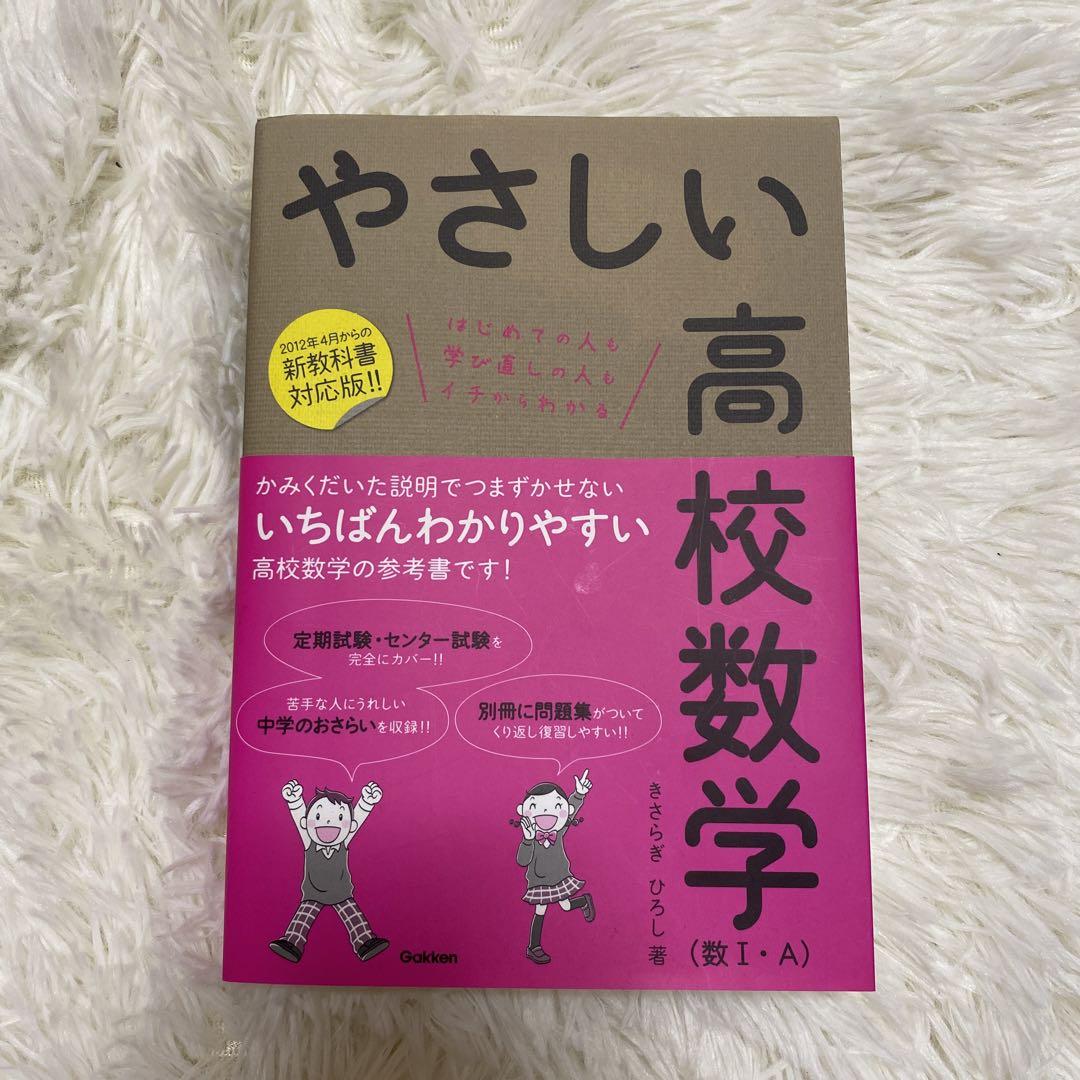 やさしい
高校数学
(数Ⅰ・A)
2012年4月からの
新教科書
対応版!!
はじめての人も
学び直しの人も
イチからわかる
かみくだいた説明でつまずかせない
いちばんわかりやすい
高校数学の参考書です!
定期試験・センター試験を
完全にカバー!!
苦手な人にうれしい
中学のおさらいを収録!!
別冊に問題集がついて
くり返し復習しやすい!!
きさらぎ ひろし 著
Gakken